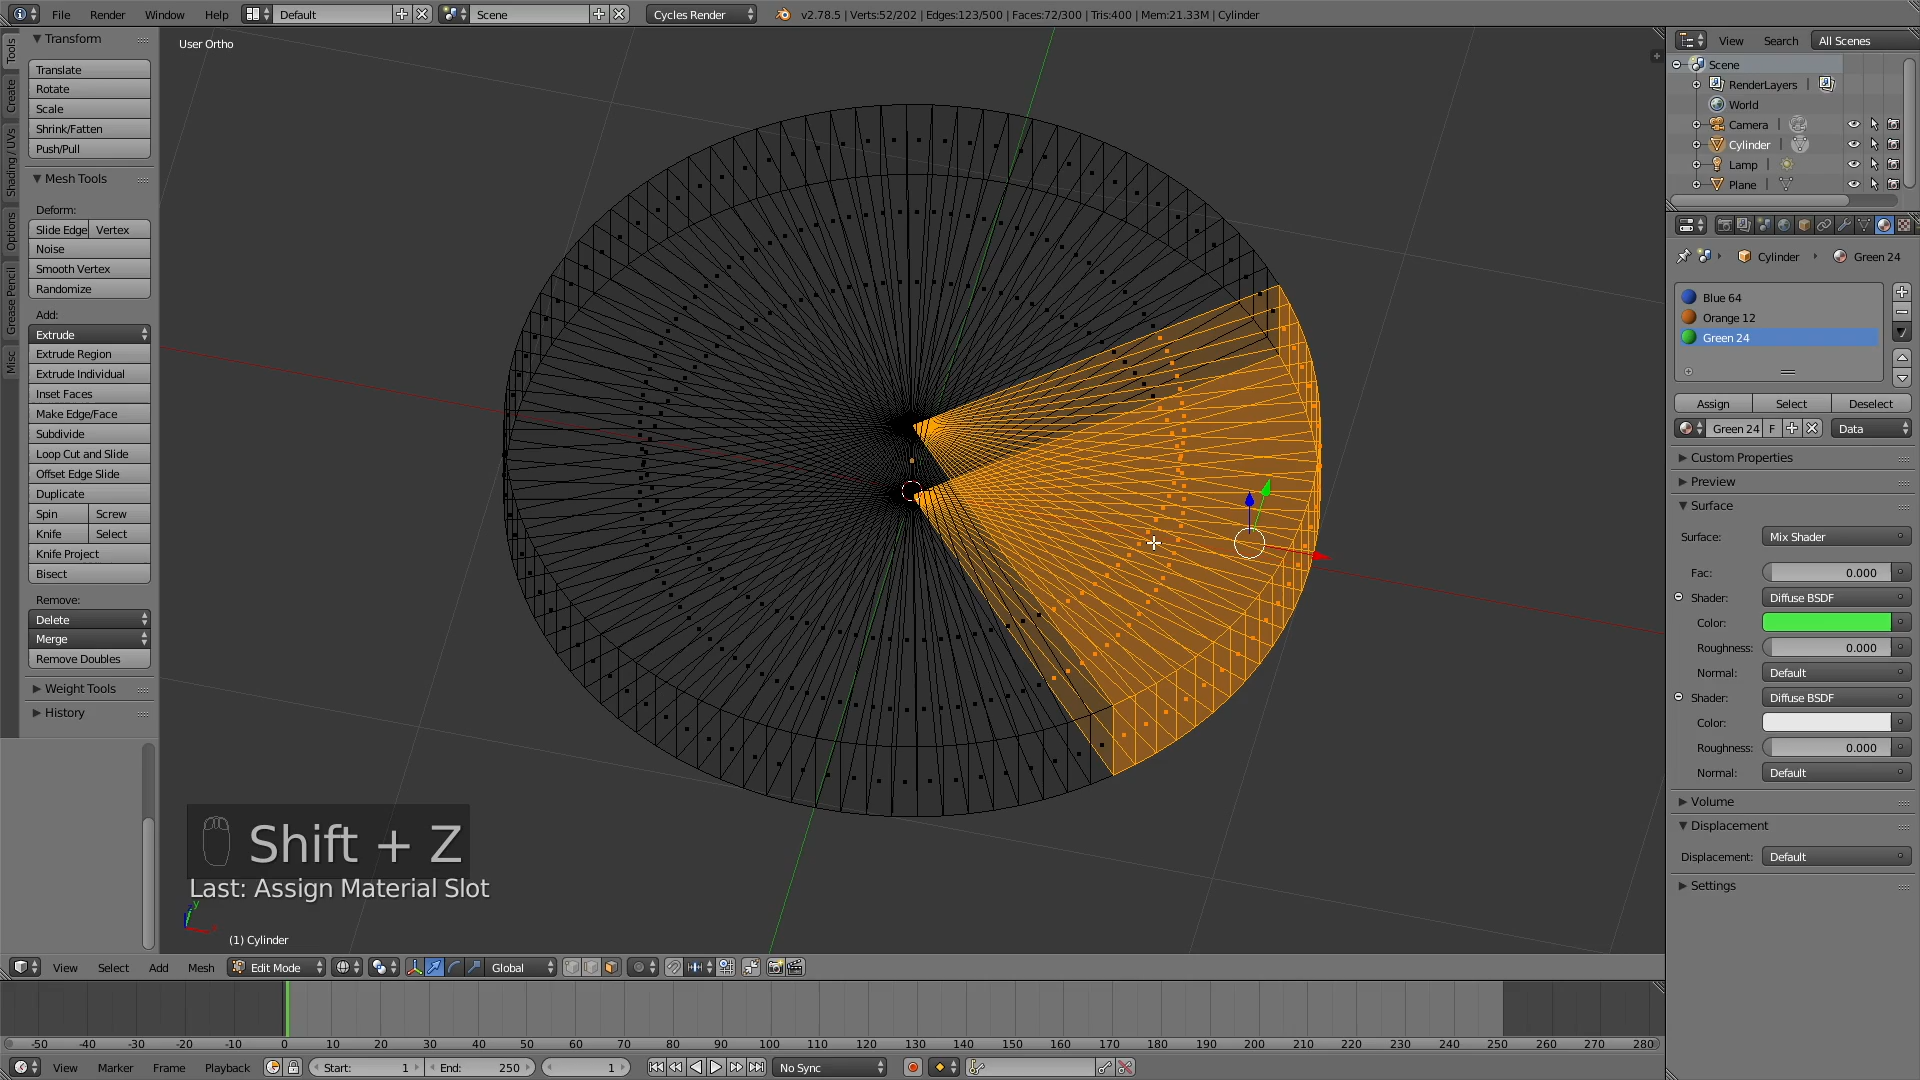 File Render Window Help Default Scene Cycles Render v2.78.5 | Verts:52/202 | Edges:123/500 | Faces:72/300 | Tris:400 | Mem:21.33M | Cylinder
Tools
Create
Shading / UVs
Options
Grease Pencil
Misc
Transform
Translate
Rotate
Scale
Shrink/Fatten
Push/Pull
Mesh Tools
Deform:
Slide Edge Vertex
Noise
Smooth Vertex
Randomize
Add:
Extrude
Extrude Region
Extrude Individual
Inset Faces
Make Edge/Face
Subdivide
Loop Cut and Slide
Offset Edge Slide
Duplicate
Spin Screw
Knife Select
Knife Project
Bisect
Remove:
Delete
Merge
Remove Doubles
Weight Tools
History
User Ortho
Shift + Z
Last: Assign Material Slot
y
(1) Cylinder
View Select Add Mesh Edit Mode Global
-50 -40 -30 -20 -10 0 10 20 30 40 50 60 70 80 90 100 110 120 130 140 150 160 170 180 190 200 210 220 230 240 250 260 270 280
View Marker Frame Playback Start: 1 End: 250 1 No Sync
View Search All Scenes
Scene
RenderLayers
World
Camera
Cylinder
Lamp
Plane
Cylinder Green 24
Blue 64
Orange 12
Green 24
Assign Select Deselect
Green 24 F Data
Custom Properties
Preview
Surface
Surface: Mix Shader
Fac: 0.000
Shader: Diffuse BSDF
Color:
Roughness: 0.000
Normal: Default
Shader: Diffuse BSDF
Color:
Roughness: 0.000
Normal: Default
Volume
Displacement
Displacement: Default
Settings